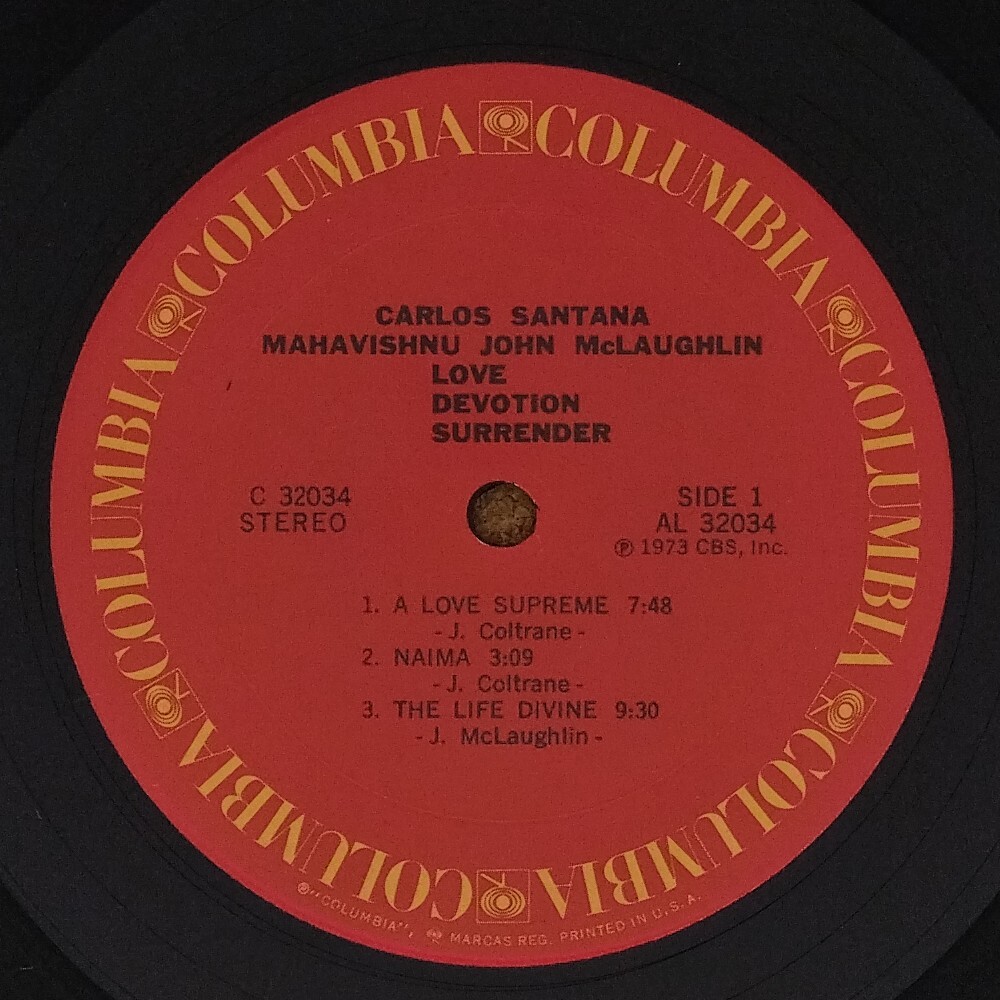 COLUMBIA COLUMBIA COLUMBIA COLUMBIA COLUMBIA COLUMBIA
CARLOS SANTANA
MAHAVISHNU JOHN McLAUGHLIN
LOVE
DEVOTION
SURRENDER
C 32034
STEREO
SIDE 1
AL 32034
℗ 1973 CBS, Inc.
1. A LOVE SUPREME 7:48
- J. Coltrane -
2. NAIMA 3:09
- J. Coltrane -
3. THE LIFE DIVINE 9:30
- J. McLaughlin -
®"COLUMBIA", MARCAS REG. PRINTED IN U.S.A.